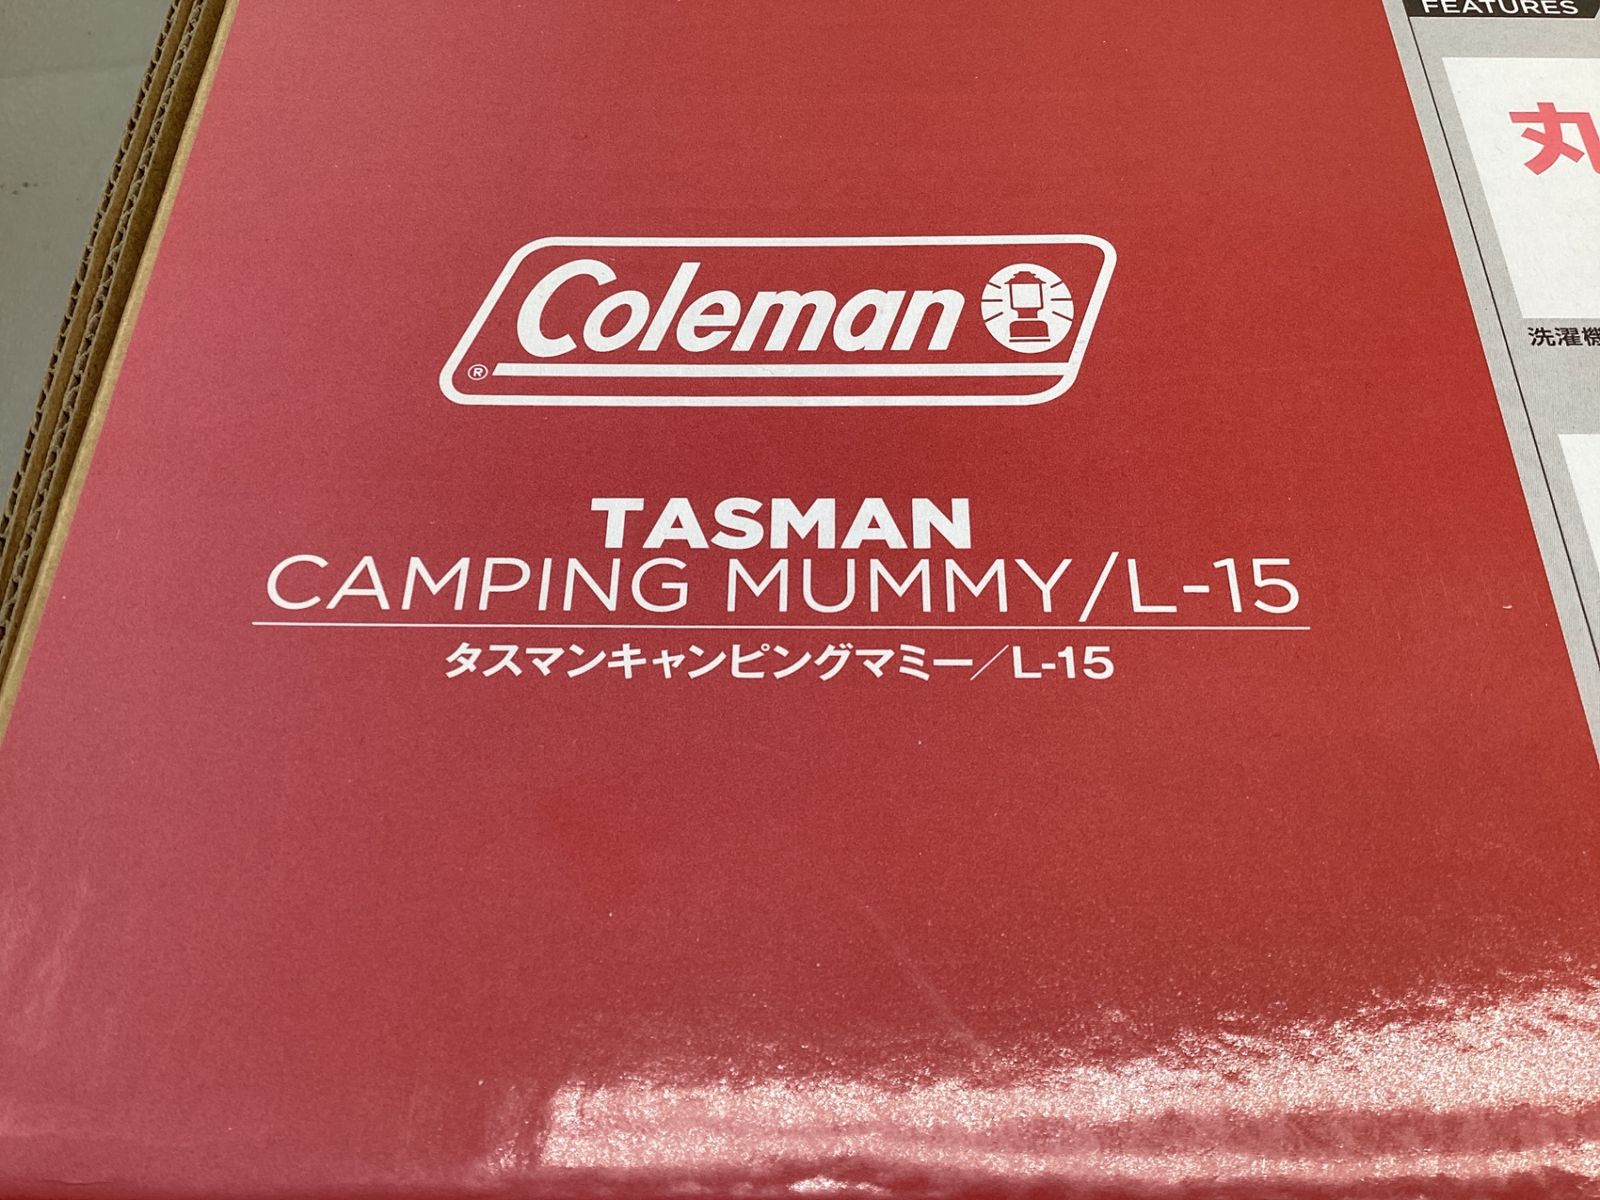 Coleman
®
TASMAN
CAMPING MUMMY/L-15
タスマンキャンピングマミー/L-15
FEATURES
丸
洗濯機